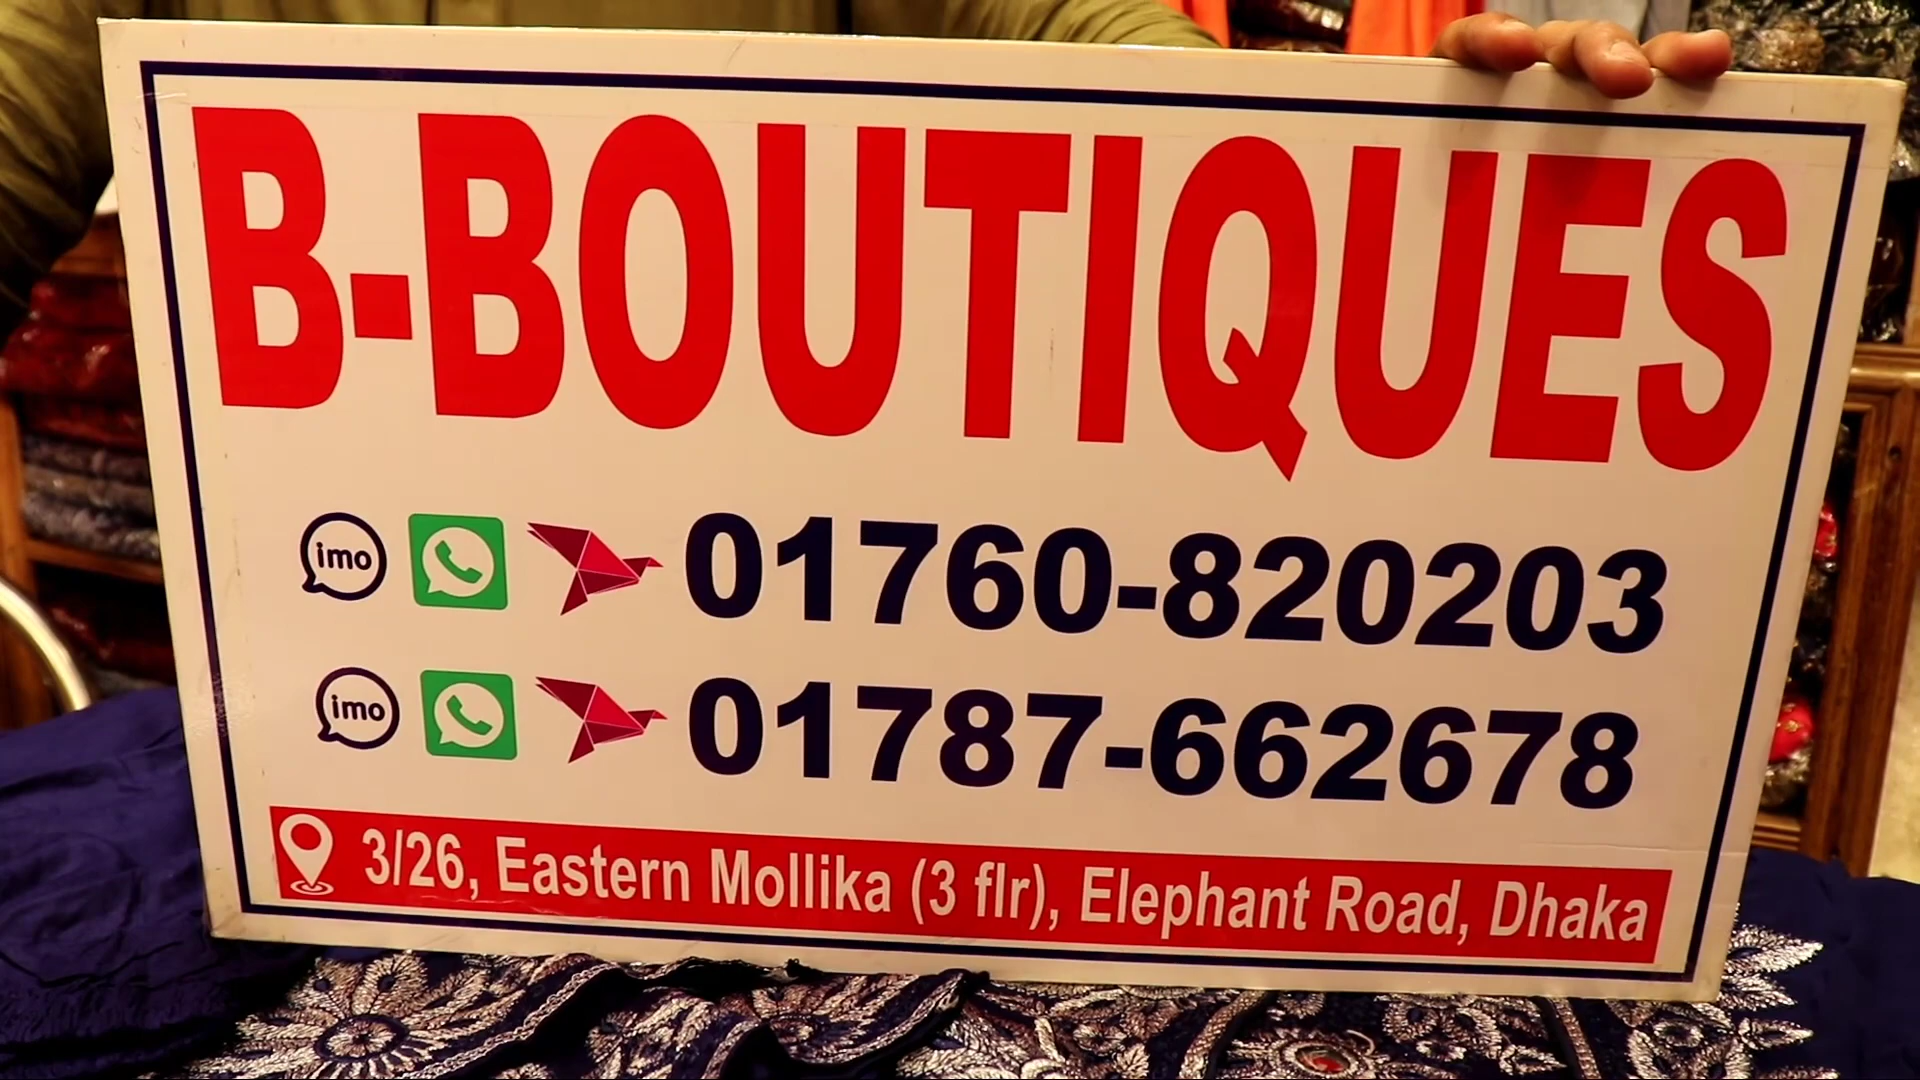 B-BOUTIQUES
imo 01760-820203
imo 01787-662678
3/26, Eastern Mollika (3 flr), Elephant Road, Dhaka